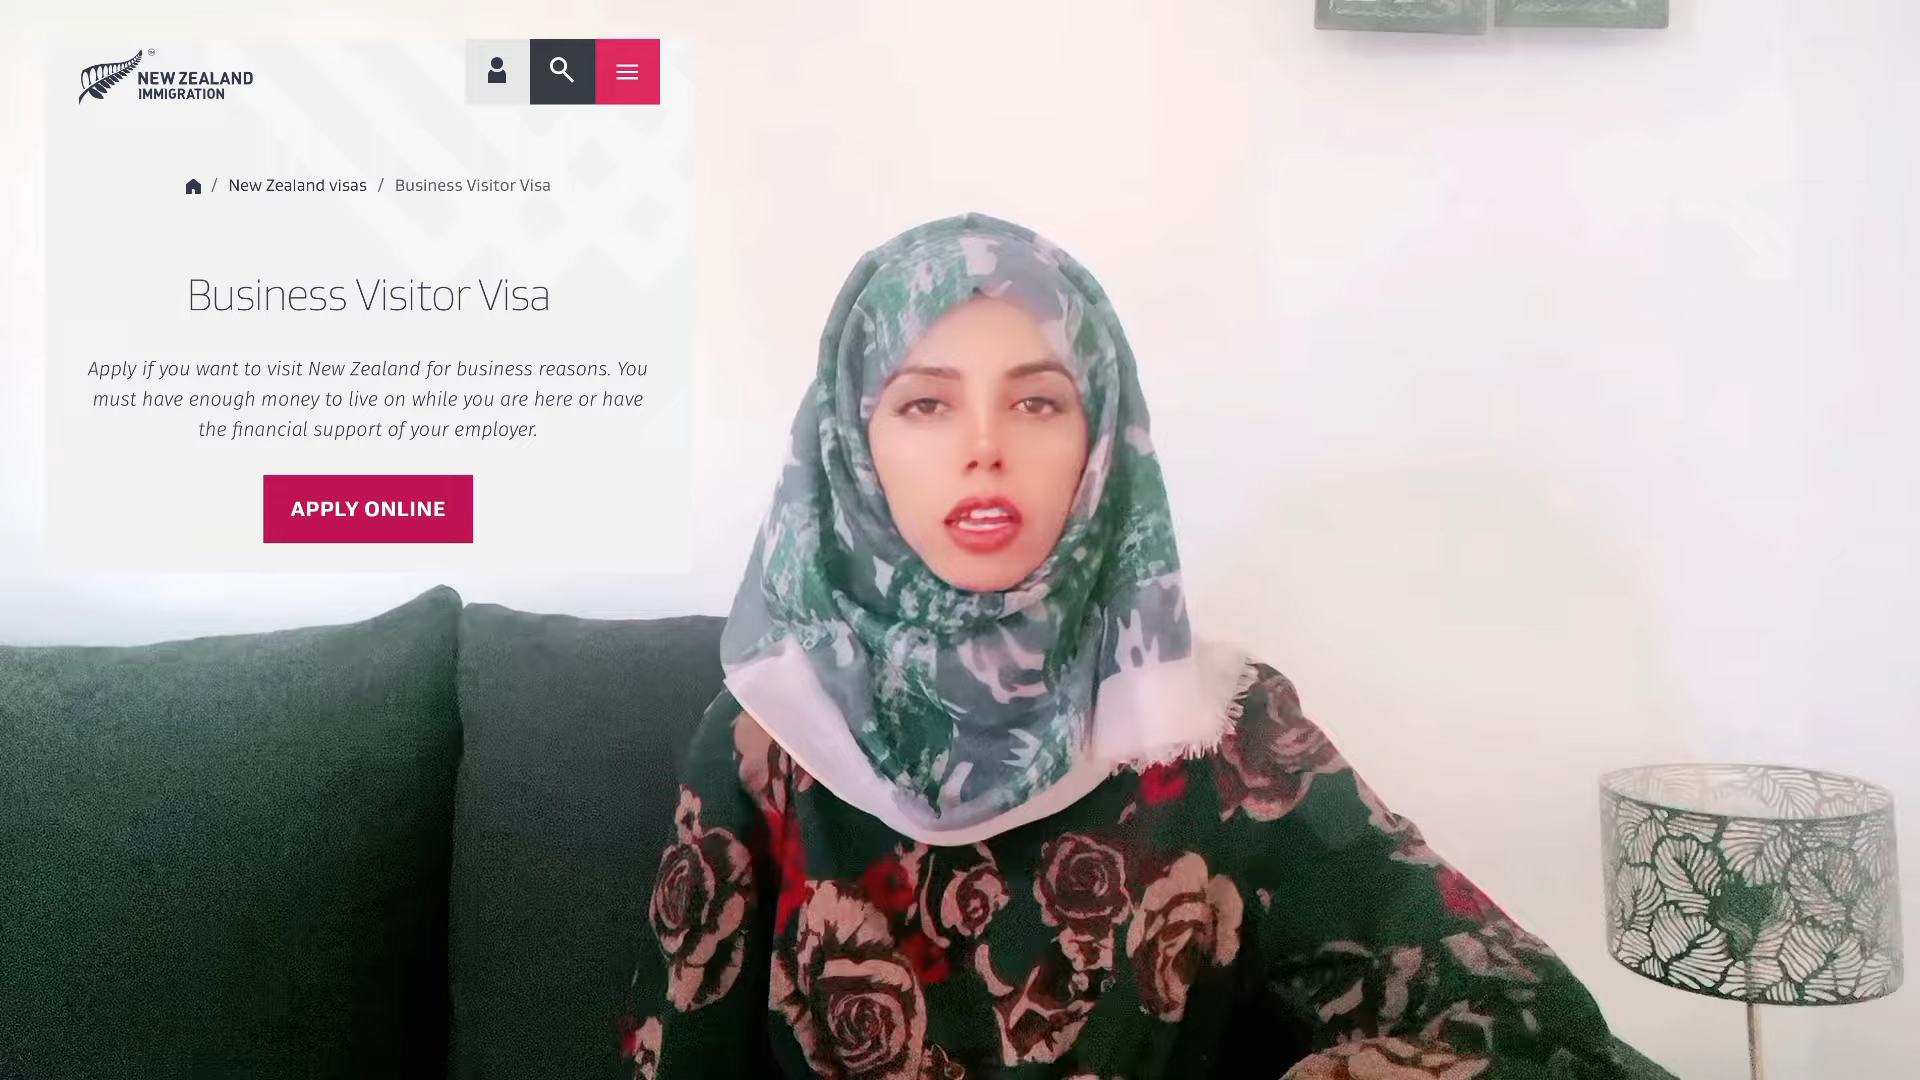 NEW ZEALAND
IMMIGRATION
/ New Zealand visas / Business Visitor Visa
Business Visitor Visa
Apply if you want to visit New Zealand for business reasons. You
must have enough money to live on while you are here or have
the financial support of your employer.
APPLY ONLINE